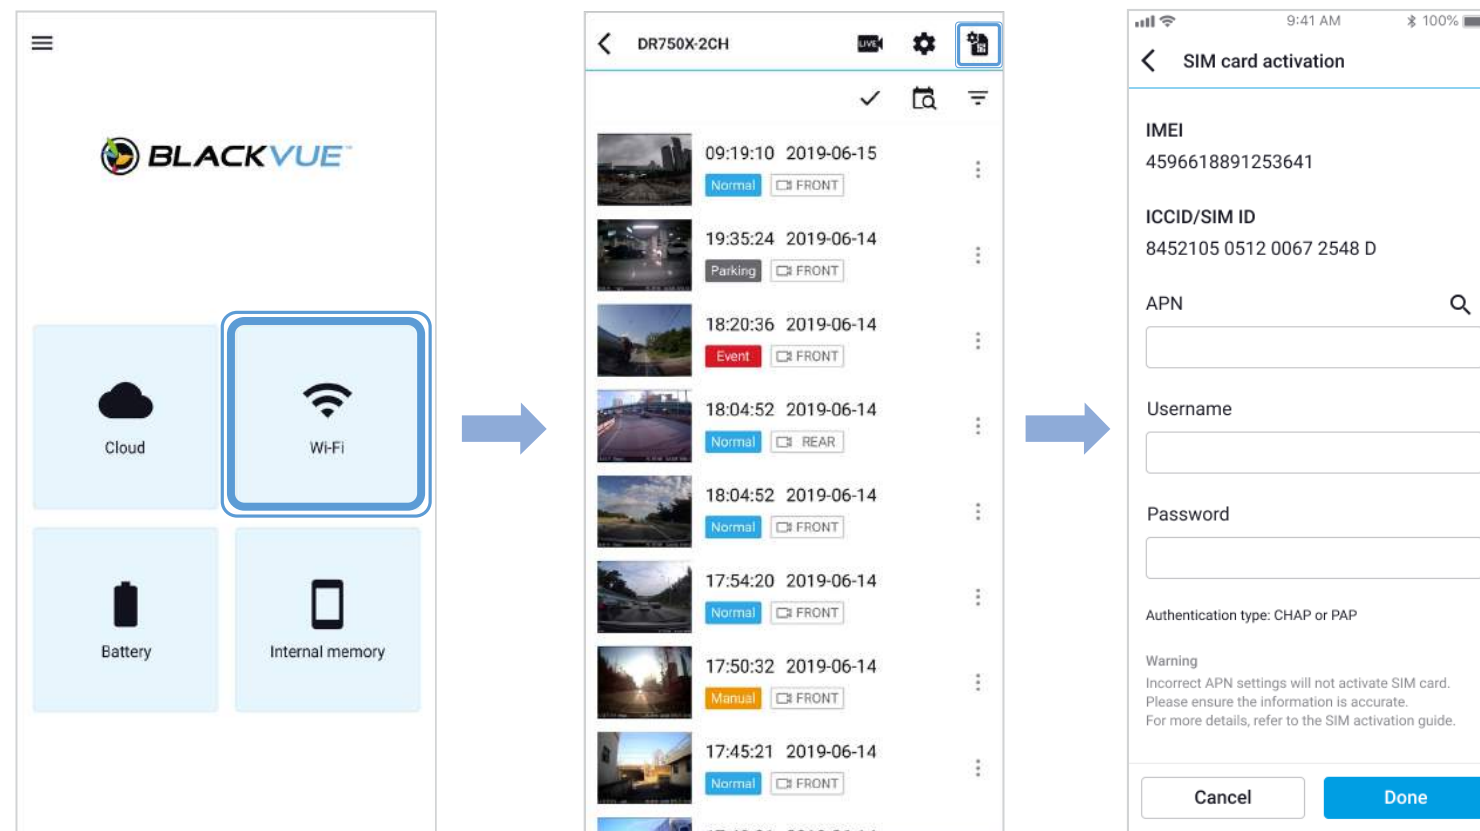 BLACKVUE™
Cloud
Wi-Fi
Battery
Internal memory
DR750X-2CH
LIVE
09:19:10 2019-06-15
Normal FRONT
19:35:24 2019-06-14
Parking FRONT
18:20:36 2019-06-14
Event FRONT
18:04:52 2019-06-14
Normal REAR
18:04:52 2019-06-14
Normal FRONT
17:54:20 2019-06-14
Normal FRONT
17:50:32 2019-06-14
Manual FRONT
17:45:21 2019-06-14
Normal FRONT
9:41 AM 100%
SIM card activation
IMEI
4596618891253641
ICCID/SIM ID
8452105 0512 0067 2548 D
APN
Username
Password
Authentication type: CHAP or PAP
Warning
Incorrect APN settings will not activate SIM card.
Please ensure the information is accurate.
For more details, refer to the SIM activation guide.
Cancel Done